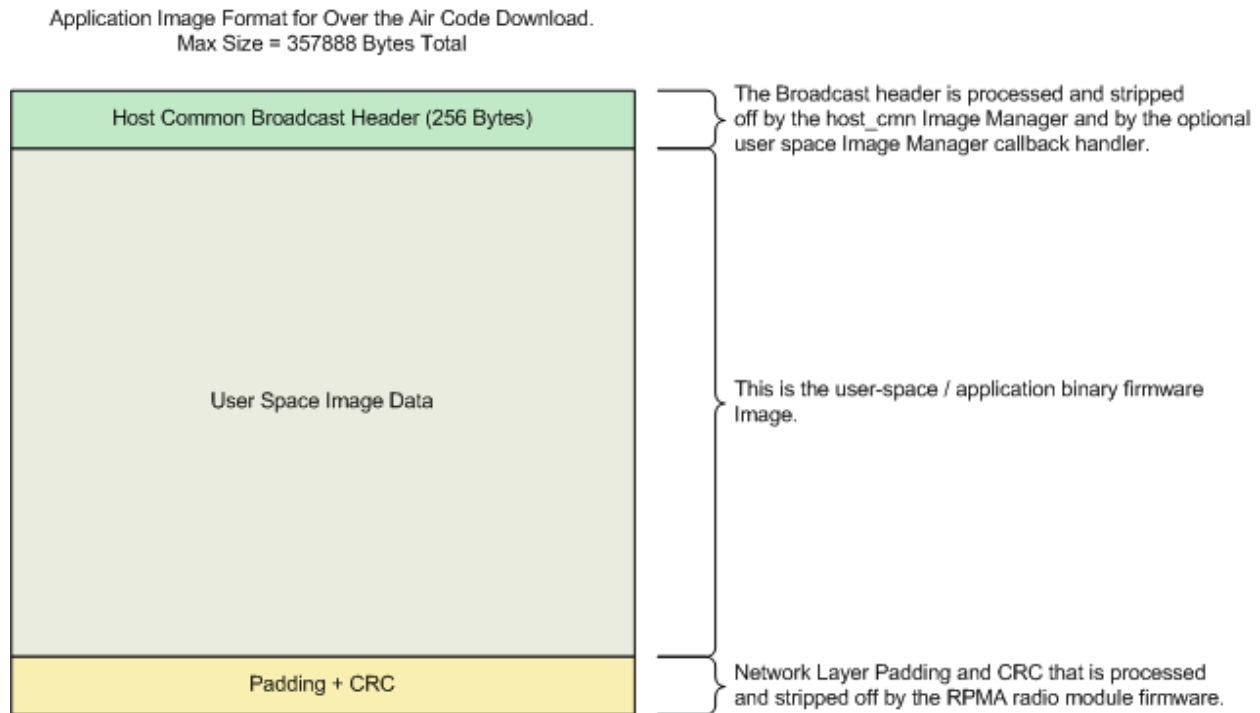 Application Image Format for Over the Air Code Download.
Max Size = 357888 Bytes Total
Host Common Broadcast Header (256 Bytes)
The Broadcast header is processed and stripped
off by the host_cmn Image Manager and by the optional
user space Image Manager callback handler.
User Space Image Data
This is the user-space / application binary firmware
Image.
Padding + CRC
Network Layer Padding and CRC that is processed
and stripped off by the RPMA radio module firmware.